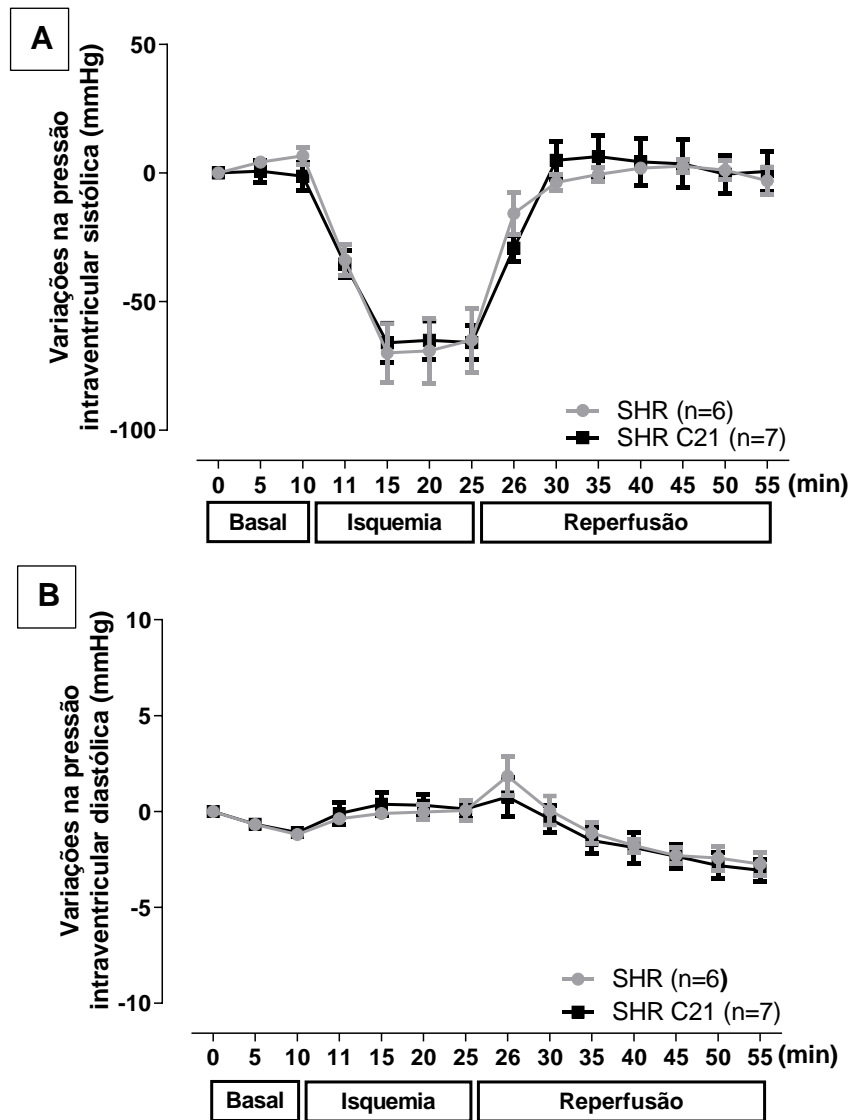 A
Variações na pressão
intraventricular sistólica (mmHg)
50
0
-50
-100
SHR (n=6)
SHR C21 (n=7)
0 5 10 11 15 20 25 26 30 35 40 45 50 55 (min)
Basal Isquemia Reperfusão
B
Variações na pressão
intraventricular diastólica (mmHg)
10
5
0
-5
-10
SHR (n=6)
SHR C21 (n=7)
0 5 10 11 15 20 25 26 30 35 40 45 50 55 (min)
Basal Isquemia Reperfusão